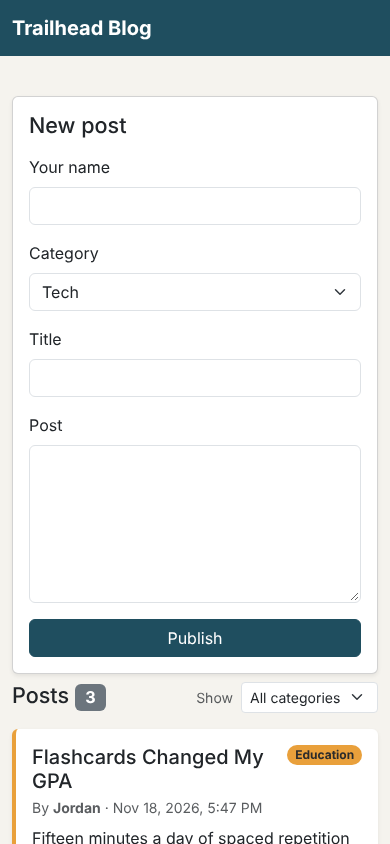 Trailhead Blog
New post
Your name
Category
Tech
Title
Post
Publish
Posts 3
Show All categories
Flashcards Changed My
GPA
Education
By Jordan · Nov 18, 2026, 5:47 PM
Fifteen minutes a day of spaced repetition